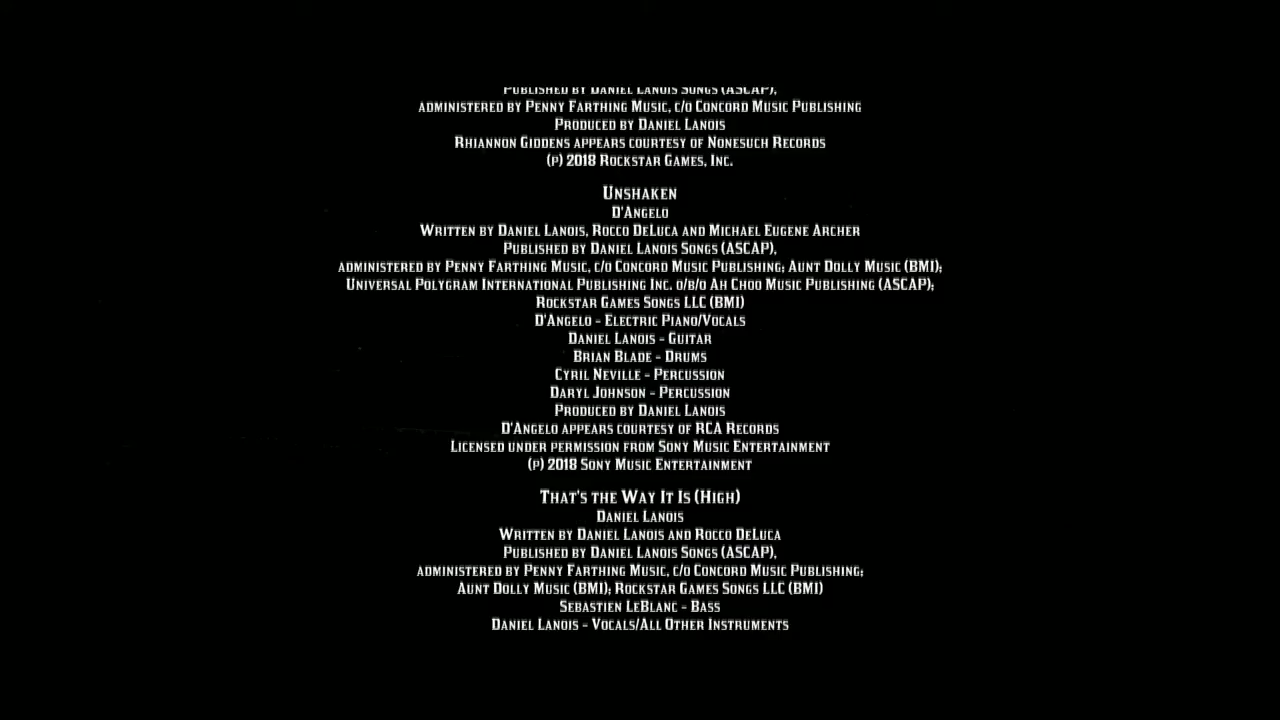 Published by Daniel Lanois Songs (ASCAP),
administered by Penny Farthing Music, c/o Concord Music Publishing
Produced by Daniel Lanois
Rhiannon Giddens appears courtesy of Nonesuch Records
(p) 2018 Rockstar Games, Inc.
Unshaken
D'Angelo
Written by Daniel Lanois, Rocco DeLuca and Michael Eugene Archer
Published by Daniel Lanois Songs (ASCAP),
administered by Penny Farthing Music, c/o Concord Music Publishing; Aunt Dolly Music (BMI);
Universal Polygram International Publishing Inc. o/b/o Ah Choo Music Publishing (ASCAP);
Rockstar Games Songs LLC (BMI)
D'Angelo - Electric Piano/Vocals
Daniel Lanois - Guitar
Brian Blade - Drums
Cyril Neville - Percussion
Daryl Johnson - Percussion
Produced by Daniel Lanois
D'Angelo appears courtesy of RCA Records
Licensed under permission from Sony Music Entertainment
(p) 2018 Sony Music Entertainment
That's the Way It Is (High)
Daniel Lanois
Written by Daniel Lanois and Rocco DeLuca
Published by Daniel Lanois Songs (ASCAP),
administered by Penny Farthing Music, c/o Concord Music Publishing;
Aunt Dolly Music (BMI); Rockstar Games Songs LLC (BMI)
Sebastien LeBlanc - Bass
Daniel Lanois - Vocals/All Other Instruments